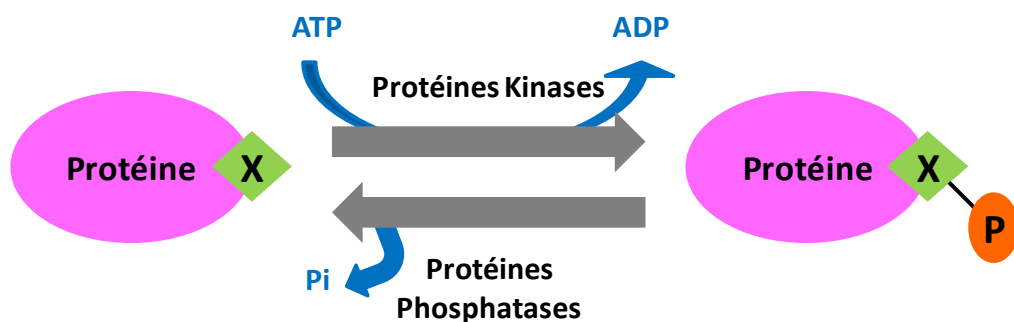 ATP
ADP
Protéines Kinases
Protéine
X
Protéine
X
P
Pi
Protéines
Phosphatases